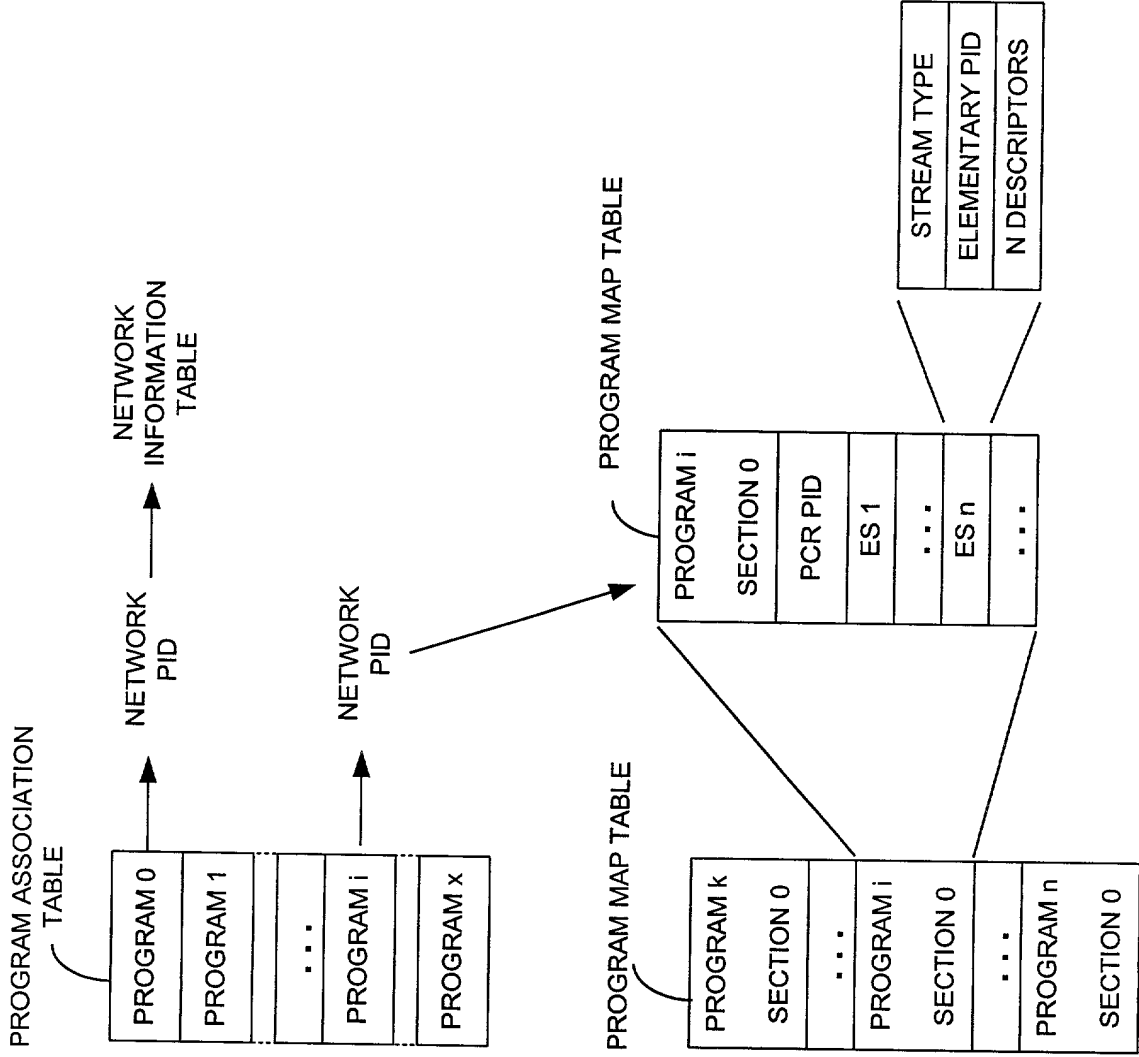 PROGRAM ASSOCIATION
TABLE
PROGRAM 0
PROGRAM 1
...
PROGRAM i
PROGRAM x
NETWORK
PID
NETWORK
INFORMATION
TABLE
NETWORK
PID
PROGRAM MAP TABLE
PROGRAM k
SECTION 0
...
PROGRAM i
SECTION 0
...
PROGRAM n
SECTION 0
PROGRAM MAP TABLE
PROGRAM i
SECTION 0
PCR PID
ES 1
...
ES n
...
STREAM TYPE
ELEMENTARY PID
N DESCRIPTORS